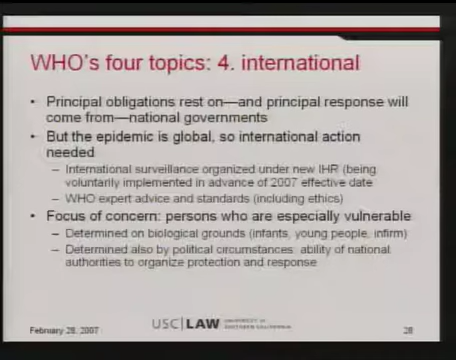 WHO's four topics: 4. international
• Principal obligations rest on—and principal response will
come from—national governments
• But the epidemic is global, so international action
needed
– International surveillance organized under new IHR (being
voluntarily implemented in advance of 2007 effective date
– WHO expert advice and standards (including ethics)
• Focus of concern: persons who are especially vulnerable
– Determined on biological grounds (infants, young people, infirm)
– Determined also by political circumstances: ability of national
authorities to organize protection and response
February 28, 2007
USC|LAW
UNIVERSITY OF
SOUTHERN CALIFORNIA
28